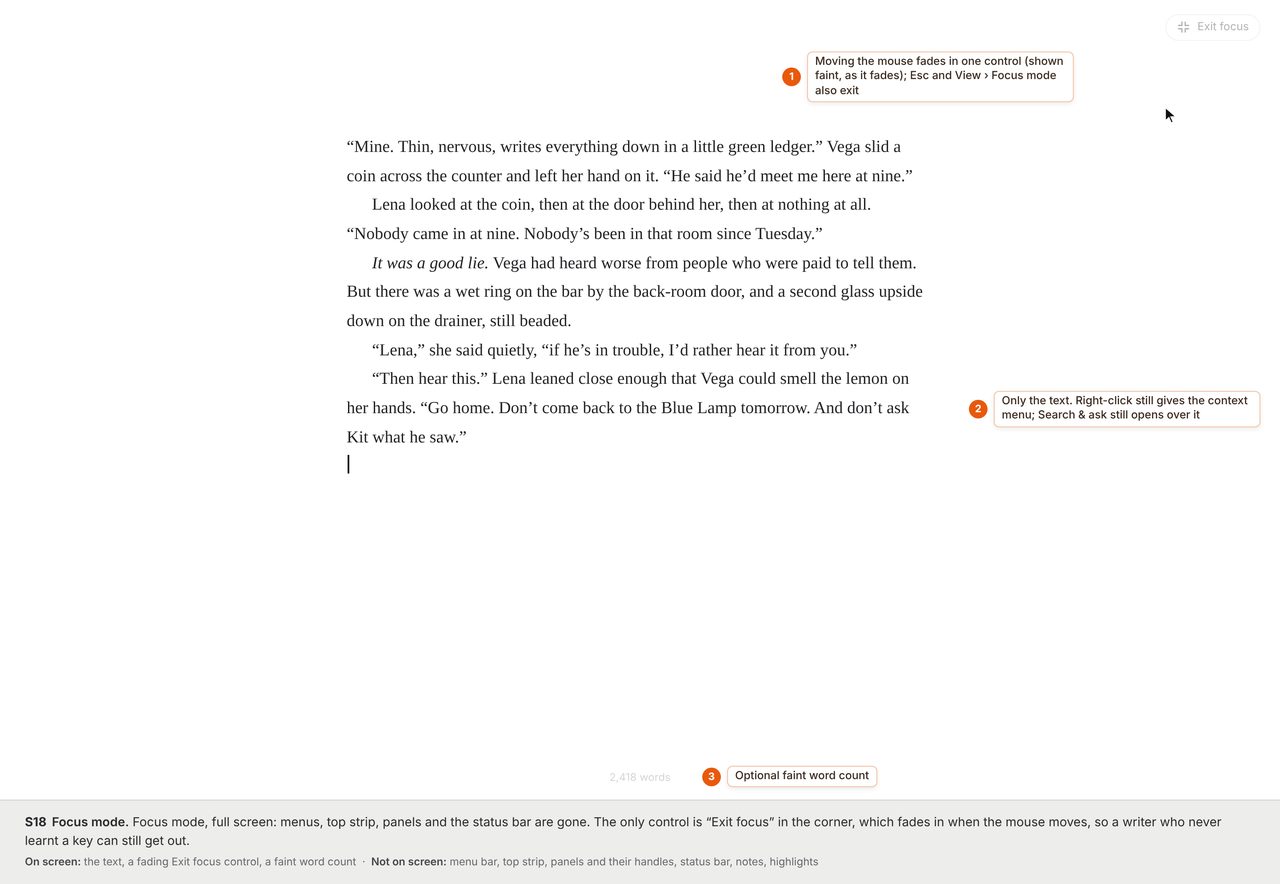 Exit focus
1
Moving the mouse fades in one control (shown
faint, as it fades); Esc and View › Focus mode
also exit
“Mine. Thin, nervous, writes everything down in a little green ledger.” Vega slid a
coin across the counter and left her hand on it. “He said he’d meet me here at nine.”
Lena looked at the coin, then at the door behind her, then at nothing at all.
“Nobody came in at nine. Nobody’s been in that room since Tuesday.”
It was a good lie. Vega had heard worse from people who were paid to tell them.
But there was a wet ring on the bar by the back-room door, and a second glass upside
down on the drainer, still beaded.
“Lena,” she said quietly, “if he’s in trouble, I’d rather hear it from you.”
“Then hear this.” Lena leaned close enough that Vega could smell the lemon on
her hands. “Go home. Don’t come back to the Blue Lamp tomorrow. And don’t ask
Kit what he saw.”
2
Only the text. Right-click still gives the context
menu; Search & ask still opens over it
2,418 words
3
Optional faint word count
S18 Focus mode. Focus mode, full screen: menus, top strip, panels and the status bar are gone. The only control is “Exit focus” in the corner, which fades in when the mouse moves, so a writer who never
learnt a key can still get out.
On screen: the text, a fading Exit focus control, a faint word count · Not on screen: menu bar, top strip, panels and their handles, status bar, notes, highlights